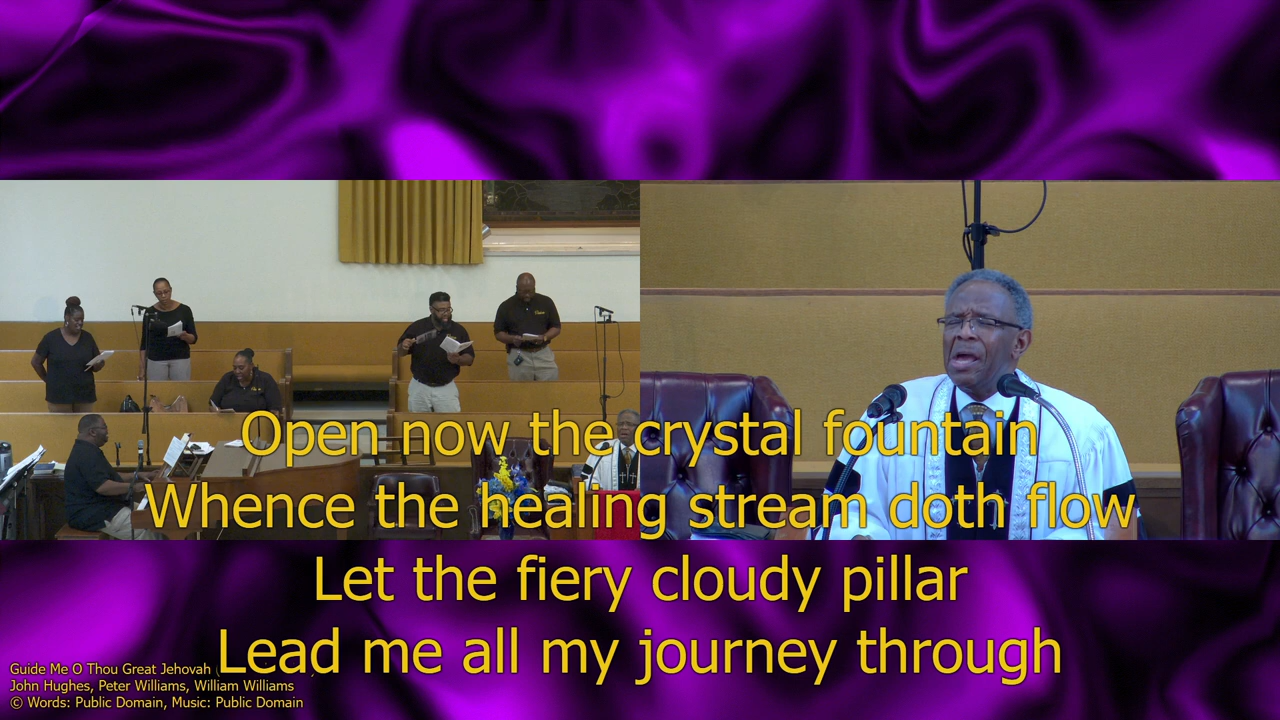 Open now the crystal fountain
Whence the healing stream doth flow
Let the fiery cloudy pillar
Lead me all my journey through
Guide Me O Thou Great Jehovah
John Hughes, Peter Williams, William Williams
© Words: Public Domain, Music: Public Domain